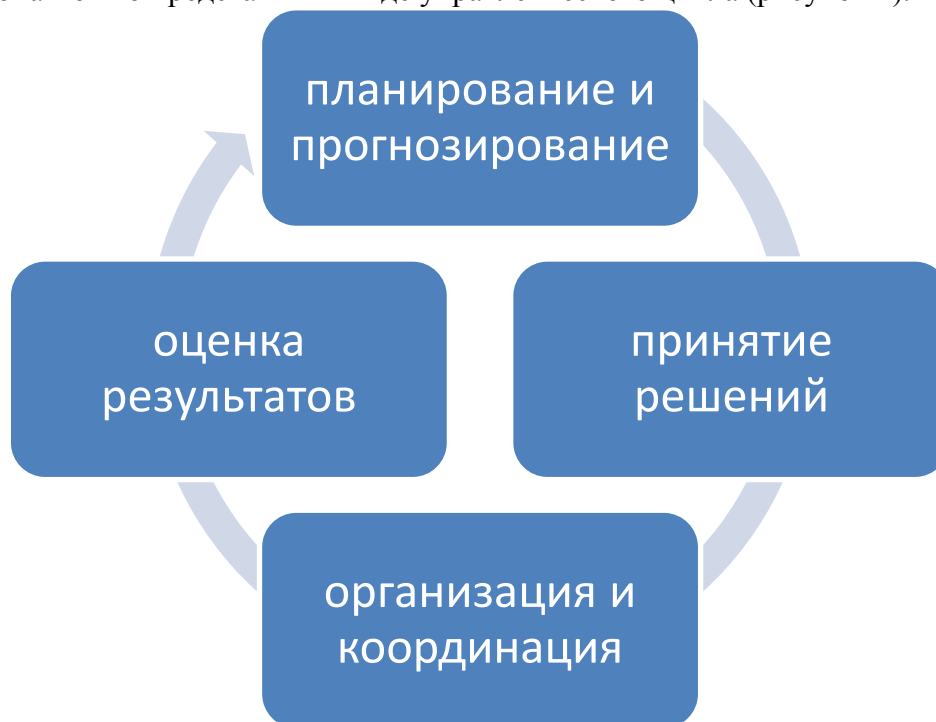 планирование и
прогнозирование
оценка
результатов
принятие
решений
организация и
координация